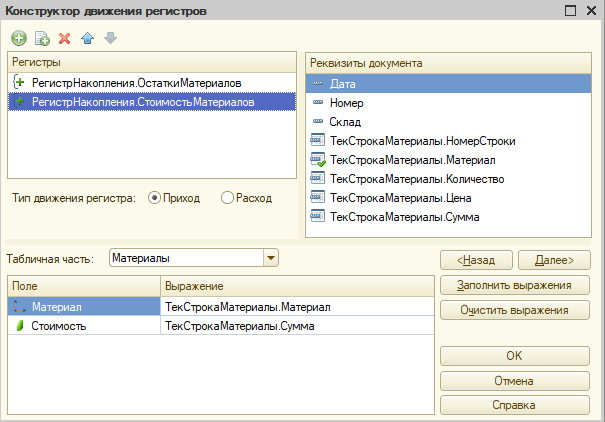 Конструктор движения регистров
Регистры
РегистрНакопления.ОстаткиМатериалов
РегистрНакопления.СтоимостьМатериалов
Тип движения регистра:
Приход
Расход
Реквизиты документа
Дата
Номер
Склад
ТекСтрокаМатериалы.НомерСтроки
ТекСтрокаМатериалы.Материал
ТекСтрокаМатериалы.Количество
ТекСтрокаМатериалы.Цена
ТекСтрокаМатериалы.Сумма
Табличная часть:
Материалы
<Назад
Далее>
Поле
Выражение
Материал
ТекСтрокаМатериалы.Материал
Стоимость
ТекСтрокаМатериалы.Сумма
Заполнить выражения
Очистить выражения
OK
Отмена
Справка